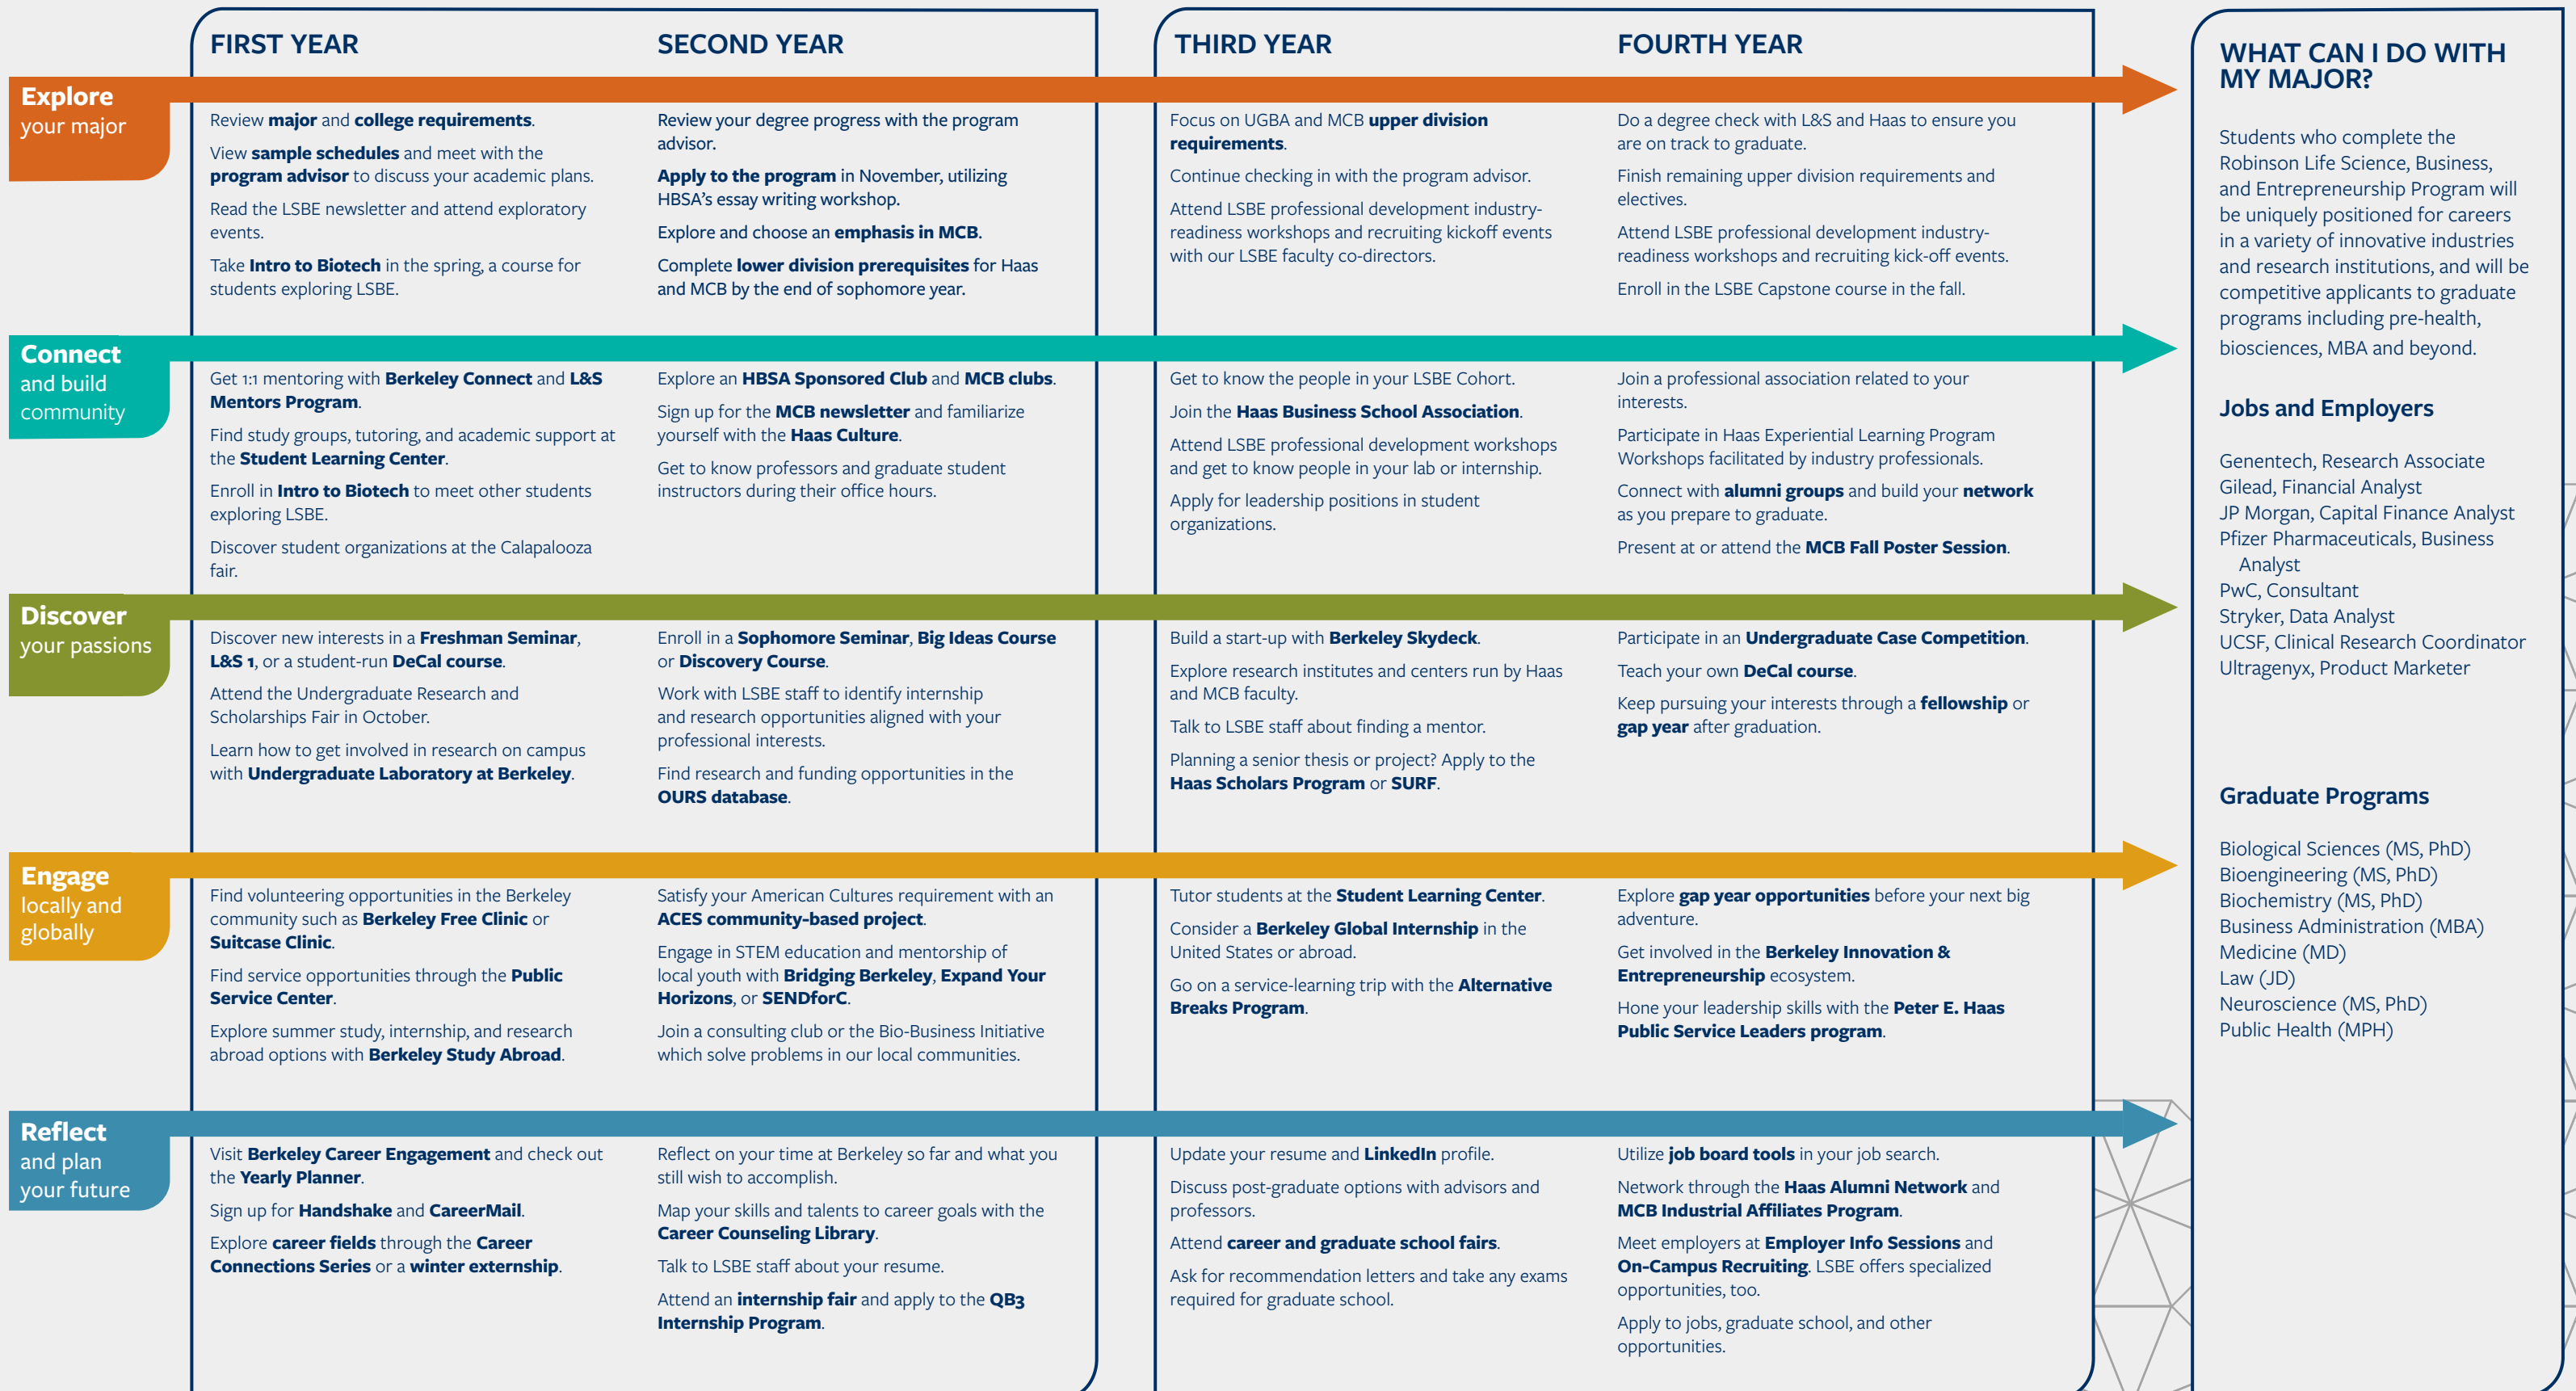 FIRST YEAR
SECOND YEAR
THIRD YEAR
FOURTH YEAR
Explore
your major
Review major and college requirements.
View sample schedules and meet with the
program advisor to discuss your academic plans.
Read the LSBE newsletter and attend exploratory
events.
Take Intro to Biotech in the spring, a course for
students exploring LSBE.
Review your degree progress with the program
advisor.
Apply to the program in November, utilizing
HBSA’s essay writing workshop.
Explore and choose an emphasis in MCB.
Complete lower division prerequisites for Haas
and MCB by the end of sophomore year.
Focus on UGBA and MCB upper division
requirements.
Continue checking in with the program advisor.
Attend LSBE professional development industry-
readiness workshops and recruiting kickoff events
with our LSBE faculty co-directors.
Do a degree check with L&S and Haas to ensure you
are on track to graduate.
Finish remaining upper division requirements and
electives.
Attend LSBE professional development industry-
readiness workshops and recruiting kick-off events.
Enroll in the LSBE Capstone course in the fall.
Connect
and build
community
Get 1:1 mentoring with Berkeley Connect and L&S
Mentors Program.
Find study groups, tutoring, and academic support at
the Student Learning Center.
Enroll in Intro to Biotech to meet other students
exploring LSBE.
Discover student organizations at the Calapalooza
fair.
Explore an HBSA Sponsored Club and MCB clubs.
Sign up for the MCB newsletter and familiarize
yourself with the Haas Culture.
Get to know professors and graduate student
instructors during their office hours.
Get to know the people in your LSBE Cohort.
Join the Haas Business School Association.
Attend LSBE professional development workshops
and get to know people in your lab or internship.
Apply for leadership positions in student
organizations.
Join a professional association related to your
interests.
Participate in Haas Experiential Learning Program
Workshops facilitated by industry professionals.
Connect with alumni groups and build your network
as you prepare to graduate.
Present at or attend the MCB Fall Poster Session.
Discover
your passions
Discover new interests in a Freshman Seminar,
L&S 1, or a student-run DeCal course.
Attend the Undergraduate Research and
Scholarships Fair in October.
Learn how to get involved in research on campus
with Undergraduate Laboratory at Berkeley.
Enroll in a Sophomore Seminar, Big Ideas Course
or Discovery Course.
Work with LSBE staff to identify internship
and research opportunities aligned with your
professional interests.
Find research and funding opportunities in the
OURS database.
Build a start-up with Berkeley Skydeck.
Explore research institutes and centers run by Haas
and MCB faculty.
Talk to LSBE staff about finding a mentor.
Planning a senior thesis or project? Apply to the
Haas Scholars Program or SURF.
Participate in an Undergraduate Case Competition.
Teach your own DeCal course.
Keep pursuing your interests through a fellowship or
gap year after graduation.
Engage
locally and
globally
Find volunteering opportunities in the Berkeley
community such as Berkeley Free Clinic or
Suitcase Clinic.
Find service opportunities through the Public
Service Center.
Explore summer study, internship, and research
abroad options with Berkeley Study Abroad.
Satisfy your American Cultures requirement with an
ACES community-based project.
Engage in STEM education and mentorship of
local youth with Bridging Berkeley, Expand Your
Horizons, or SENDforC.
Join a consulting club or the Bio-Business Initiative
which solve problems in our local communities.
Tutor students at the Student Learning Center.
Consider a Berkeley Global Internship in the
United States or abroad.
Go on a service-learning trip with the Alternative
Breaks Program.
Explore gap year opportunities before your next big
adventure.
Get involved in the Berkeley Innovation &
Entrepreneurship ecosystem.
Hone your leadership skills with the Peter E. Haas
Public Service Leaders program.
Reflect
and plan
your future
Visit Berkeley Career Engagement and check out
the Yearly Planner.
Sign up for Handshake and CareerMail.
Explore career fields through the Career
Connections Series or a winter externship.
Reflect on your time at Berkeley so far and what you
still wish to accomplish.
Map your skills and talents to career goals with the
Career Counseling Library.
Talk to LSBE staff about your resume.
Attend an internship fair and apply to the QB3
Internship Program.
Update your resume and LinkedIn profile.
Discuss post-graduate options with advisors and
professors.
Attend career and graduate school fairs.
Ask for recommendation letters and take any exams
required for graduate school.
Utilize job board tools in your job search.
Network through the Haas Alumni Network and
MCB Industrial Affiliates Program.
Meet employers at Employer Info Sessions and
On-Campus Recruiting. LSBE offers specialized
opportunities, too.
Apply to jobs, graduate school, and other
opportunities.
WHAT CAN I DO WITH
MY MAJOR?
Students who complete the
Robinson Life Science, Business,
and Entrepreneurship Program will
be uniquely positioned for careers
in a variety of innovative industries
and research institutions, and will be
competitive applicants to graduate
programs including pre-health,
biosciences, MBA and beyond.
Jobs and Employers
Genentech, Research Associate
Gilead, Financial Analyst
JP Morgan, Capital Finance Analyst
Pfizer Pharmaceuticals, Business
Analyst
PwC, Consultant
Stryker, Data Analyst
UCSF, Clinical Research Coordinator
Ultragenyx, Product Marketer
Graduate Programs
Biological Sciences (MS, PhD)
Bioengineering (MS, PhD)
Biochemistry (MS, PhD)
Business Administration (MBA)
Medicine (MD)
Law (JD)
Neuroscience (MS, PhD)
Public Health (MPH)